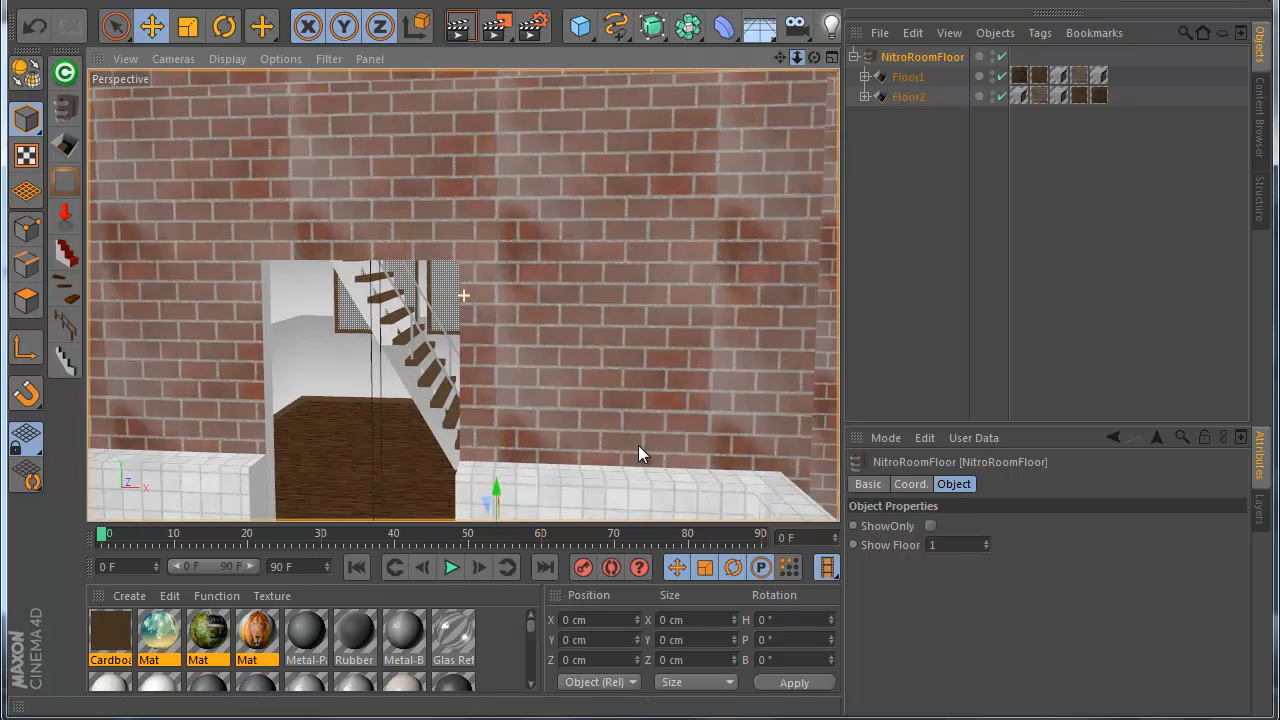 X Y Z
File Edit View Objects Tags Bookmarks
View Cameras Display Options Filter Panel
Perspective
NitroRoomFloor
Floor1
Floor2
Objects
Content Browser
Structure
Z X
Mode Edit User Data
NitroRoomFloor [NitroRoomFloor]
Basic Coord. Object
Object Properties
ShowOnly
Show Floor 1
Attributes
Layers
0 10 20 30 40 50 60 70 80 90 0 F
0 F 0 F 90 F 90 F
P
Create Edit Function Texture
Cardboa Mat Mat Mat Metal-P Rubber Metal-B Glas Ref
Position Size Rotation
X 0 cm X 0 cm H 0 °
Y 0 cm Y 0 cm P 0 °
Z 0 cm Z 0 cm B 0 °
Object (Rel) Size Apply
MAXON
CINEMA 4D